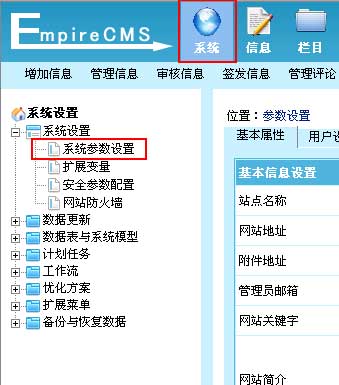 EmpireCMS
系统 信息 栏目
增加信息 管理信息 审核信息 签发信息 管理评论
系统设置
系统设置
系统参数设置
扩展变量
安全参数配置
网站防火墙
数据更新
数据表与系统模型
计划任务
工作流
优化方案
扩展菜单
备份与恢复数据
位置：参数设置
基本属性 用户设
基本信息设置
站点名称
网站地址
附件地址
管理员邮箱
网站关键字
网站简介